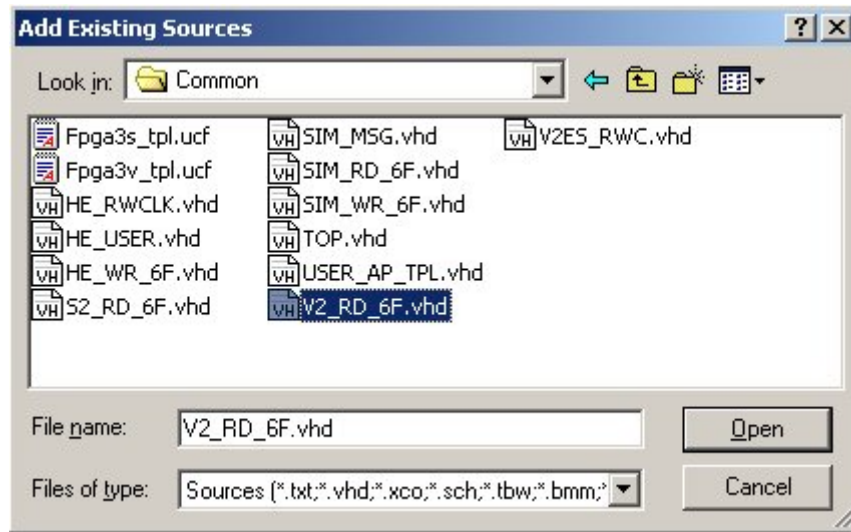 Add Existing Sources
Look in: Common
Fpga3s_tpl.ucf SIM_MSG.vhd V2ES_RWC.vhd
Fpga3v_tpl.ucf SIM_RD_6F.vhd
HE_RWCLK.vhd SIM_WR_6F.vhd
HE_USER.vhd TOP.vhd
HE_WR_6F.vhd USER_AP_TPL.vhd
S2_RD_6F.vhd V2_RD_6F.vhd
File name: V2_RD_6F.vhd Open
Files of type: Sources (*.txt;*.vhd;*.xco;*.sch;*.tbw;*.bmm;* Cancel